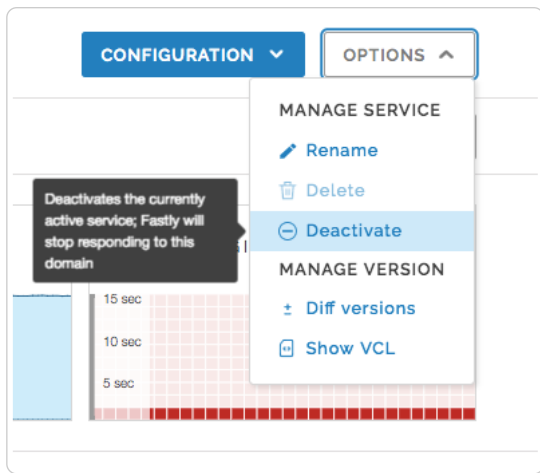 CONFIGURATION
OPTIONS
MANAGE SERVICE
Rename
Delete
Deactivate
Deactivates the currently
active service; Fastly will
stop responding to this
domain
MANAGE VERSION
Diff versions
Show VCL
15 sec
10 sec
5 sec